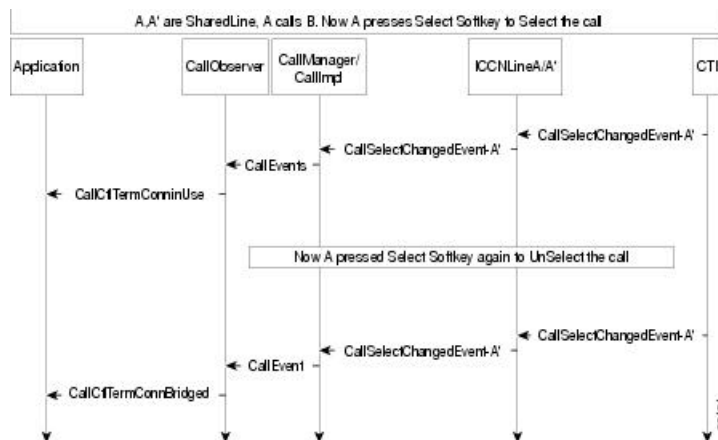 A,A' are SharedLine, A calls B. Now A presses Select Softkey to Select the call
Application
CallObserver
CallManager/
CallImpl
ICCNLineA/A'
CTI
CallSelectChangedEvent-A'
CallSelectChangedEvent-A'
CallEvents
CallCtlTermConninUse
Now A pressed Select Softkey again to UnSelect the call
CallSelectChangedEvent-A'
CallSelectChangedEvent-A'
CallEvent
CallCtlTermConnBridged